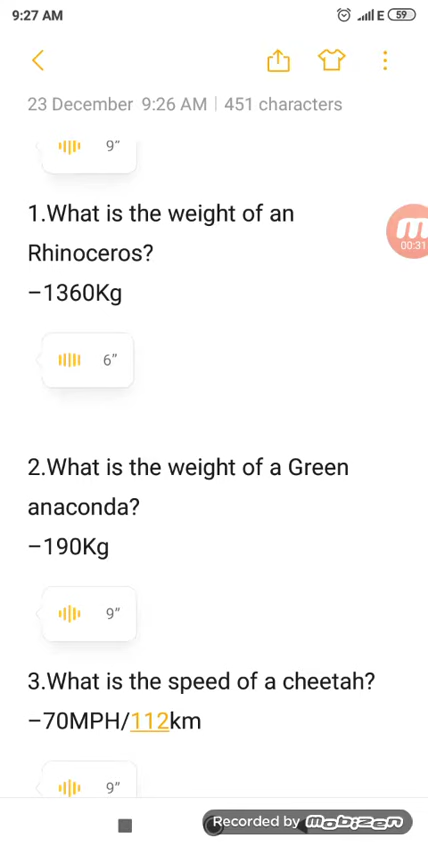 9:27 AM
E 59
23 December 9:26 AM | 451 characters
9”
1.What is the weight of an
Rhinoceros?
–1360Kg
00:31
6”
2.What is the weight of a Green
anaconda?
–190Kg
9”
3.What is the speed of a cheetah?
–70MPH/112km
9”
Recorded by mobizen